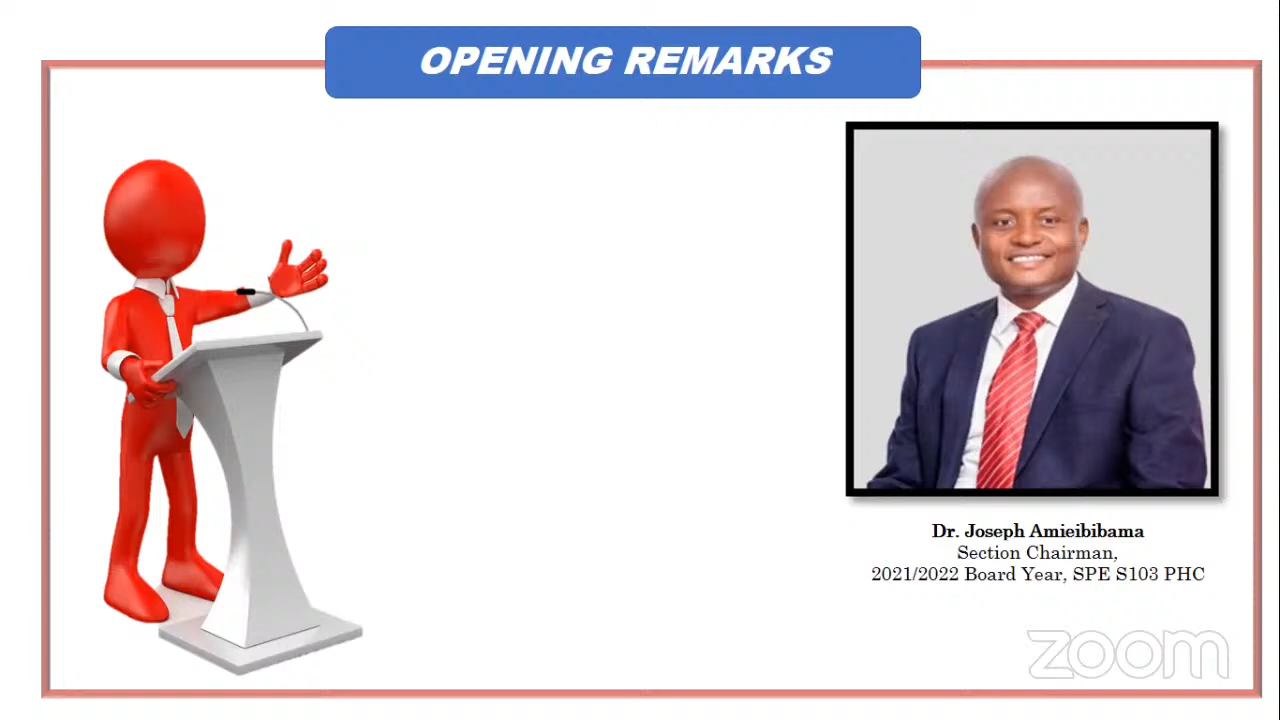 OPENING REMARKS
Dr. Joseph Amieibibama
Section Chairman,
2021/2022 Board Year, SPE S103 PHC
zoom